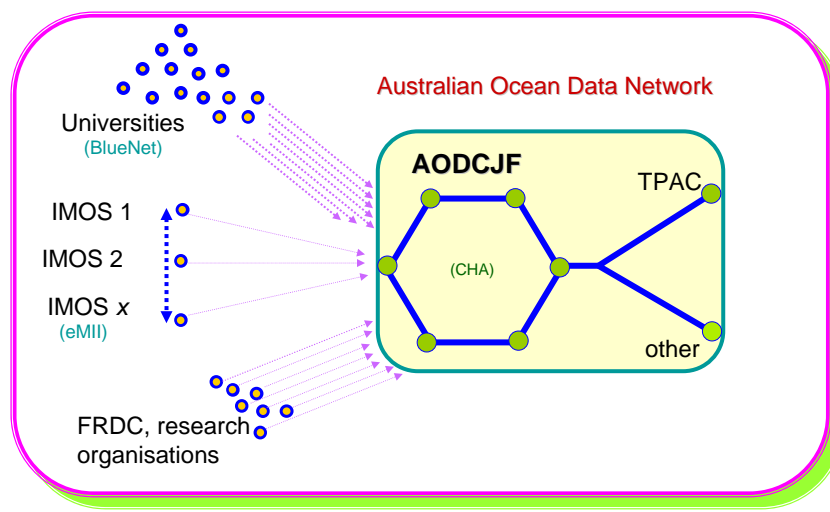 Australian Ocean Data Network
Universities
(BlueNet)
AODCJF
TPAC
IMOS 1
IMOS 2
(CHA)
IMOS x
(eMII)
other
FRDC, research
organisations